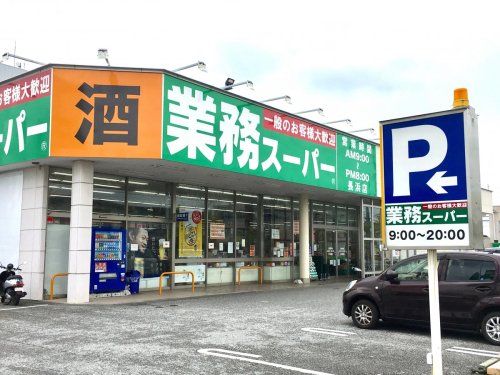 一般のお客様大歓迎
スーパー
酒
業務スーパー
一般のお客様大歓迎
営業時間
AM9:00
〜
PM8:00
長浜店
P
一般のお客様大歓迎
業務スーパー
9:00~20:00